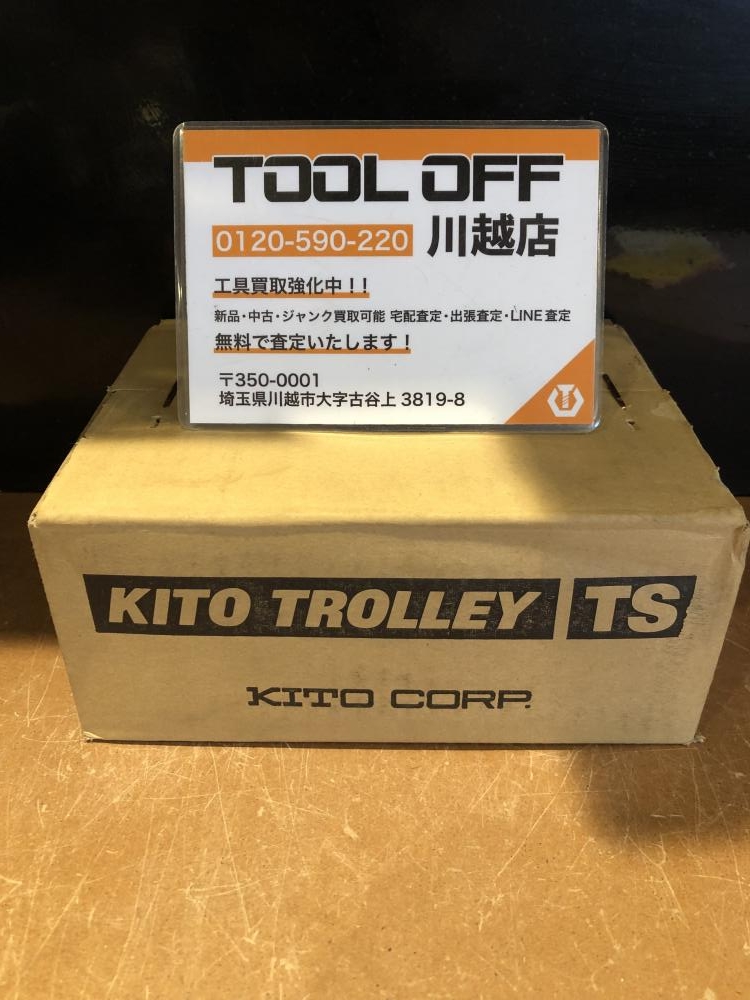 TOOL OFF
0120-590-220 川越店
工具買取強化中！！
新品・中古・ジャンク買取可能 宅配査定・出張査定・LINE査定
無料で査定いたします！
〒350-0001
埼玉県川越市大字古谷上 3819-8
KITO TROLLEY TS
KITO CORP.